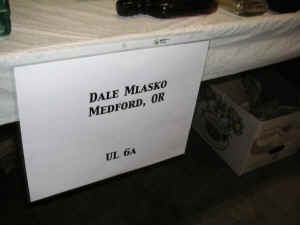 DALE MLASKO
MEDFORD, OR
UL 6A